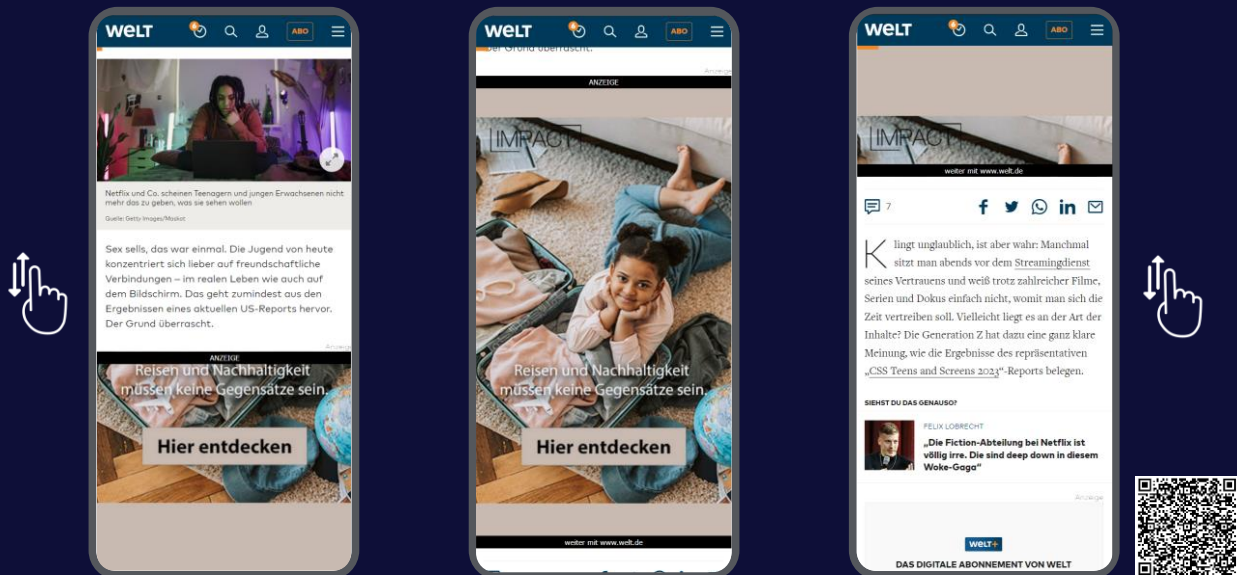 WELT
6
ABO
Netflix und Co. scheinen Teenagern und jungen Erwachsenen nicht
mehr das zu geben, was sie sehen wollen
Quelle: Getty Images/Maskot
Sex sells, das war einmal. Die Jugend von heute
konzentriert sich lieber auf freundschaftliche
Verbindungen – im realen Leben wie auch auf
dem Bildschirm. Das geht zumindest aus den
Ergebnissen eines aktuellen US-Reports hervor.
Der Grund überrascht.
Anzeige
ANZEIGE
Reisen und Nachhaltigkeit
müssen keine Gegensätze sein.
Hier entdecken
WELT
6
ABO
Der Grund überrascht.
Anzeige
ANZEIGE
IMPACT
Reisen und Nachhaltigkeit
müssen keine Gegensätze sein.
Hier entdecken
weiter mit www.welt.de
WELT
6
ABO
IMPACT
weiter mit www.welt.de
7
Klingt unglaublich, ist aber wahr: Manchmal
sitzt man abends vor dem Streamingdienst
seines Vertrauens und weiß trotz zahlreicher Filme,
Serien und Dokus einfach nicht, womit man sich die
Zeit vertreiben soll. Vielleicht liegt es an der Art der
Inhalte? Die Generation Z hat dazu eine ganz klare
Meinung, wie die Ergebnisse des repräsentativen
„CSS Teens and Screens 2023“-Reports belegen.
SIEHST DU DAS GENAUSO?
FELIX LOBRECHT
„Die Fiction-Abteilung bei Netflix ist
völlig irre. Die sind deep down in diesem
Woke-Gaga“
Anzeige
WELT+
DAS DIGITALE ABONNEMENT VON WELT